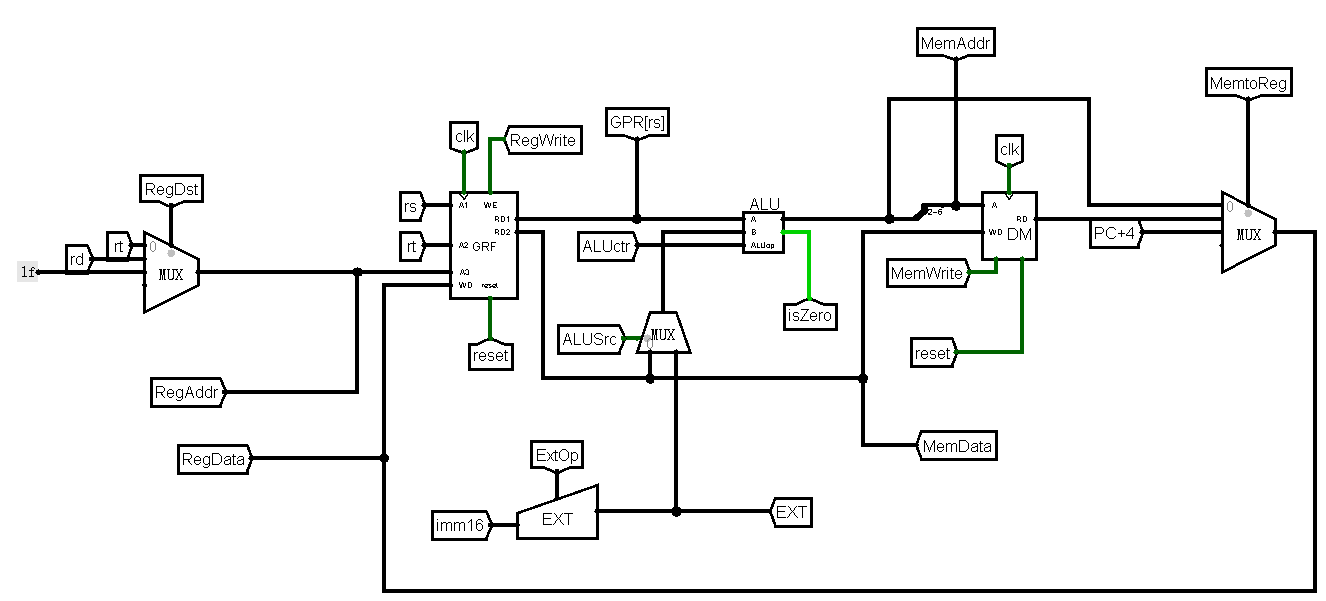 MemAddr
MemtoReg
GPR[rs]
clk
RegWrite
clk
RegDst
rs
A1
WE
RD1
RD2
ALU
A
B
ALUop
2-6
A
RD
WD
DM
0
MUX
PC+4
rt
rd
0
MUX
1f
rt
A2
GRF
A3
WD
reset
ALUctr
MemWrite
isZero
ALUSrc
MUX
0
reset
reset
RegAddr
RegData
MemData
ExtOp
imm16
EXT
EXT